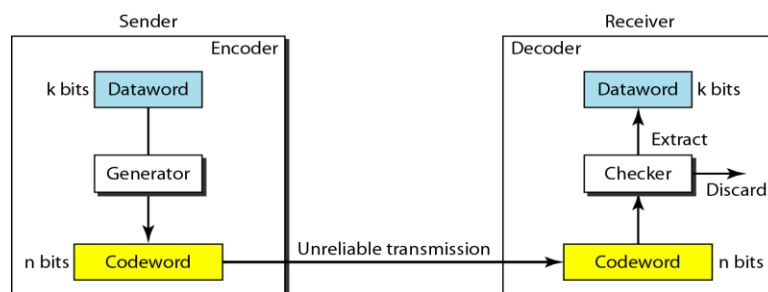 Sender
Receiver
Encoder
Decoder
k bits
Dataword
Dataword
k bits
Extract
Generator
Checker
Discard
Unreliable transmission
n bits
Codeword
Codeword
n bits